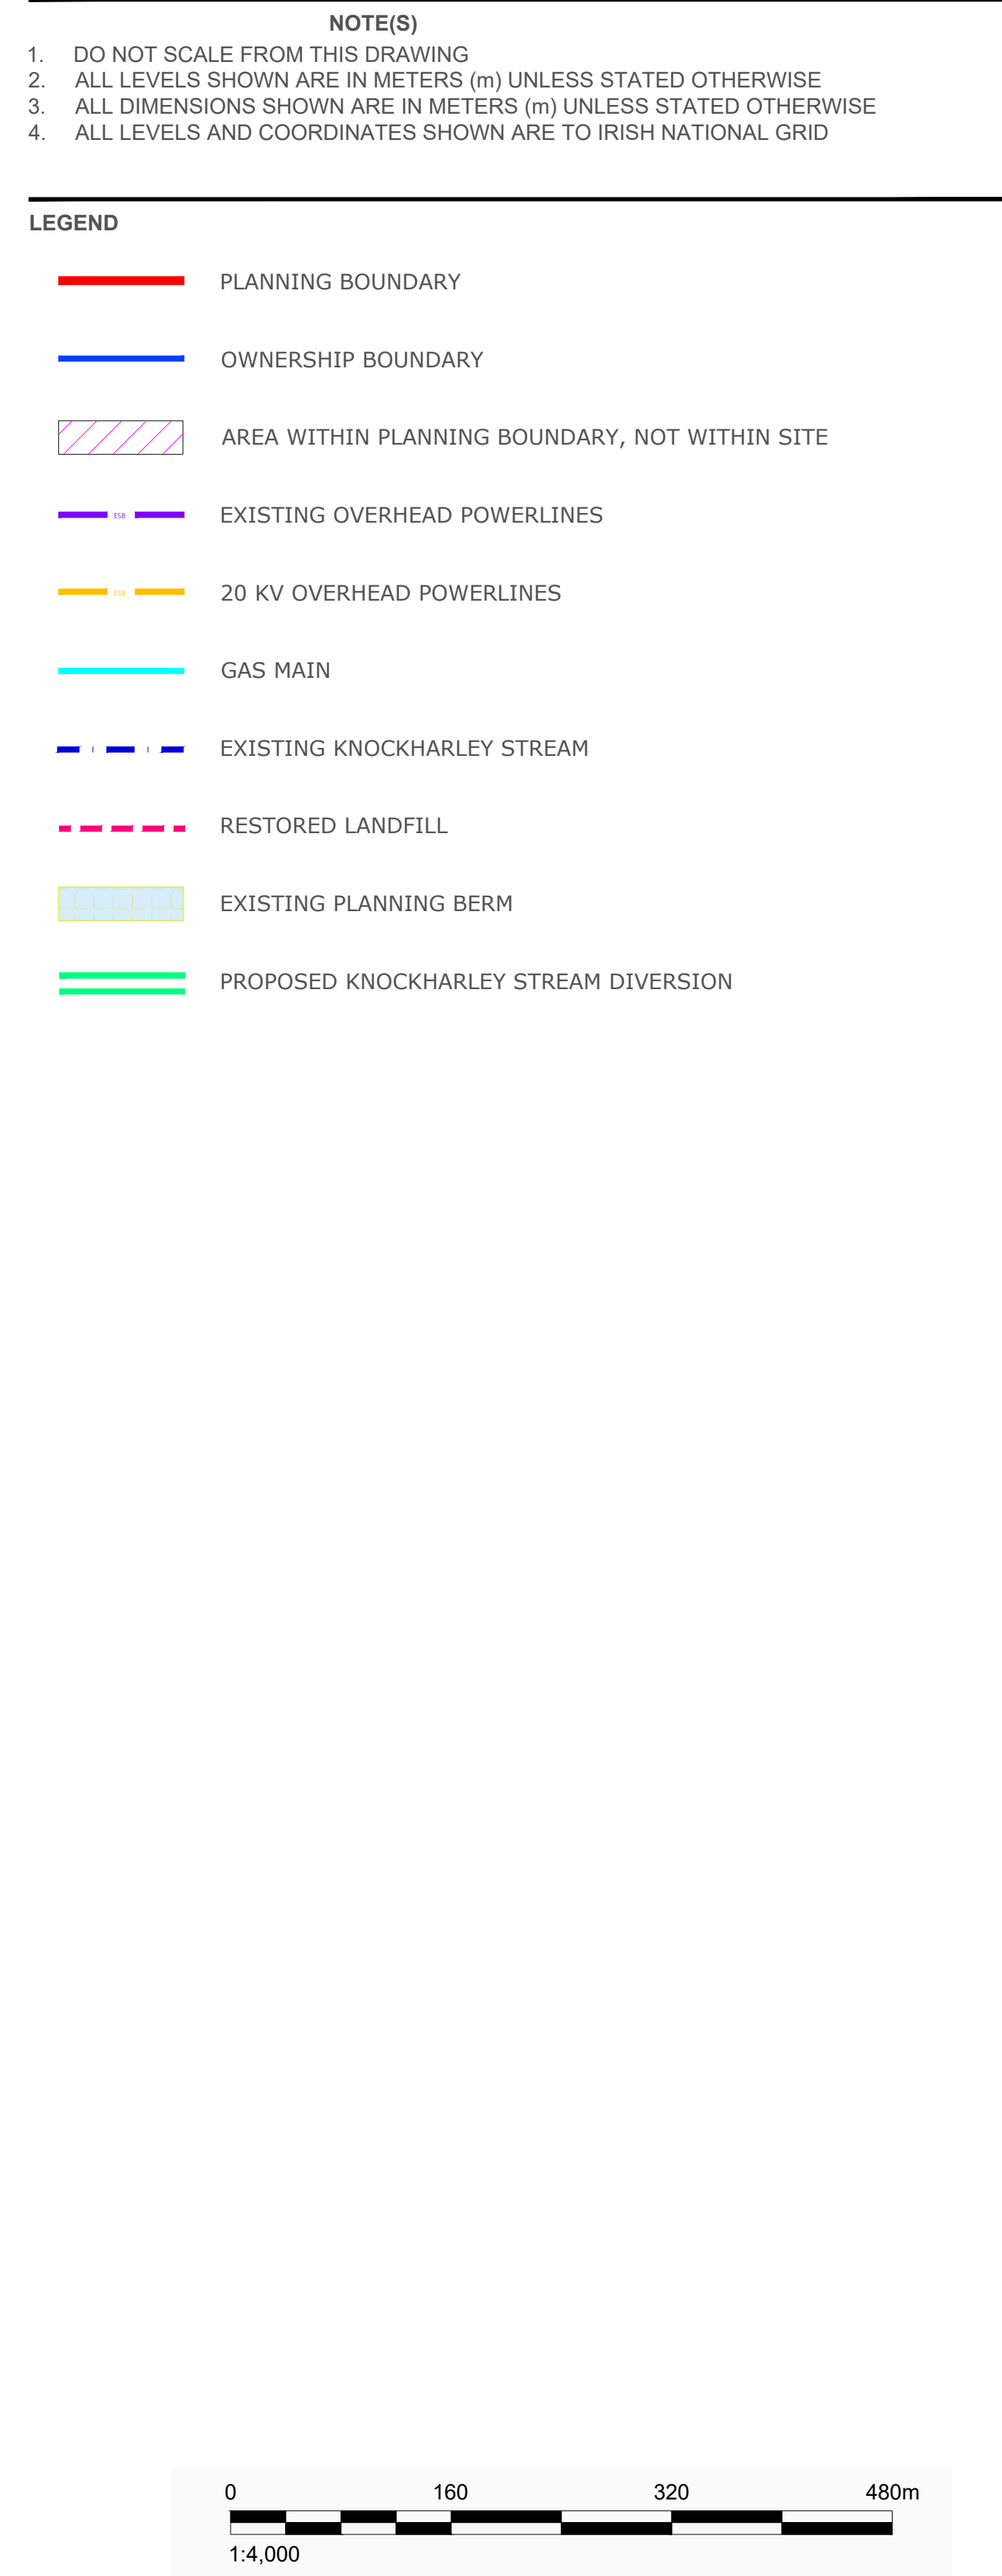 NOTE(S)
1. DO NOT SCALE FROM THIS DRAWING
2. ALL LEVELS SHOWN ARE IN METERS (m) UNLESS STATED OTHERWISE
3. ALL DIMENSIONS SHOWN ARE IN METERS (m) UNLESS STATED OTHERWISE
4. ALL LEVELS AND COORDINATES SHOWN ARE TO IRISH NATIONAL GRID
LEGEND
PLANNING BOUNDARY
OWNERSHIP BOUNDARY
AREA WITHIN PLANNING BOUNDARY, NOT WITHIN SITE
ESB EXISTING OVERHEAD POWERLINES
ESB 20 KV OVERHEAD POWERLINES
GAS MAIN
EXISTING KNOCKHARLEY STREAM
RESTORED LANDFILL
EXISTING PLANNING BERM
PROPOSED KNOCKHARLEY STREAM DIVERSION
0 160 320 480m
1:4,000